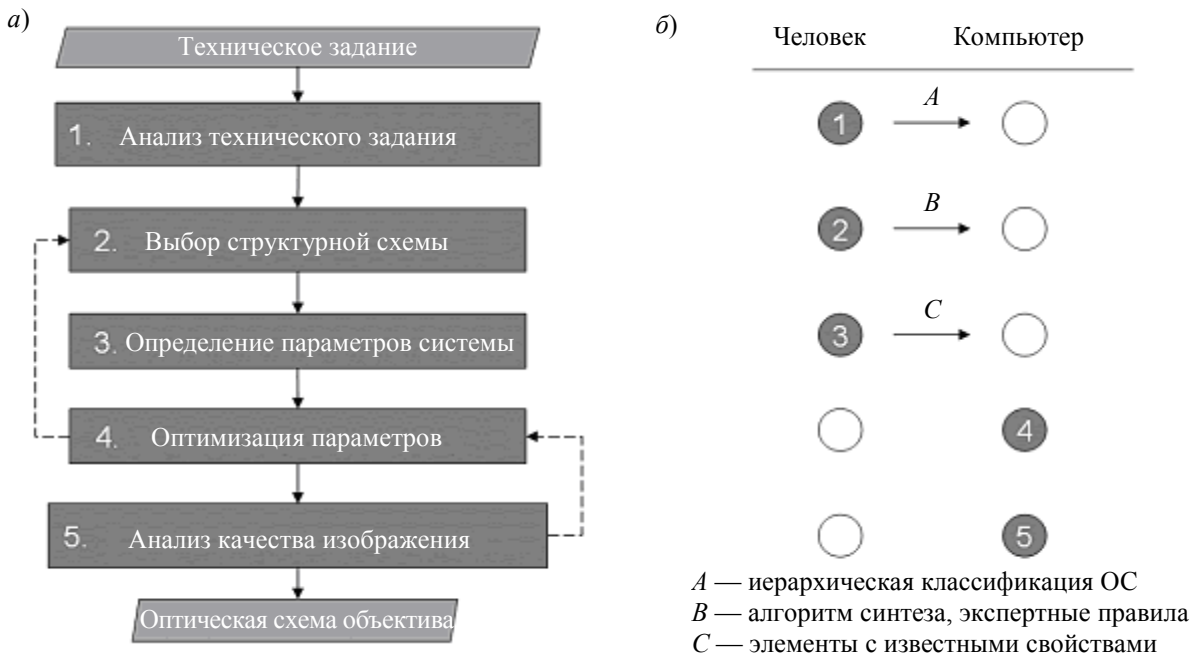 а)
Техническое задание
1. Анализ технического задания
2. Выбор структурной схемы
3. Определение параметров системы
4. Оптимизация параметров
5. Анализ качества изображения
Оптическая схема объектива
б)
Человек Компьютер
1 A
2 B
3 C
4
5
A — иерархическая классификация ОС
B — алгоритм синтеза, экспертные правила
C — элементы с известными свойствами